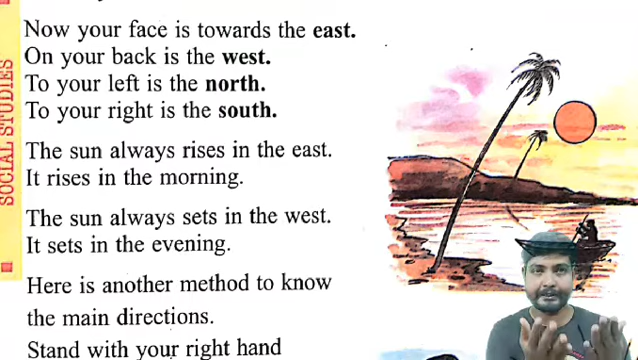 Now your face is towards the east.
On your back is the west.
To your left is the north.
To your right is the south.
The sun always rises in the east.
It rises in the morning.
The sun always sets in the west.
It sets in the evening.
Here is another method to know
the main directions.
Stand with your right hand
SOCIAL STUDIES